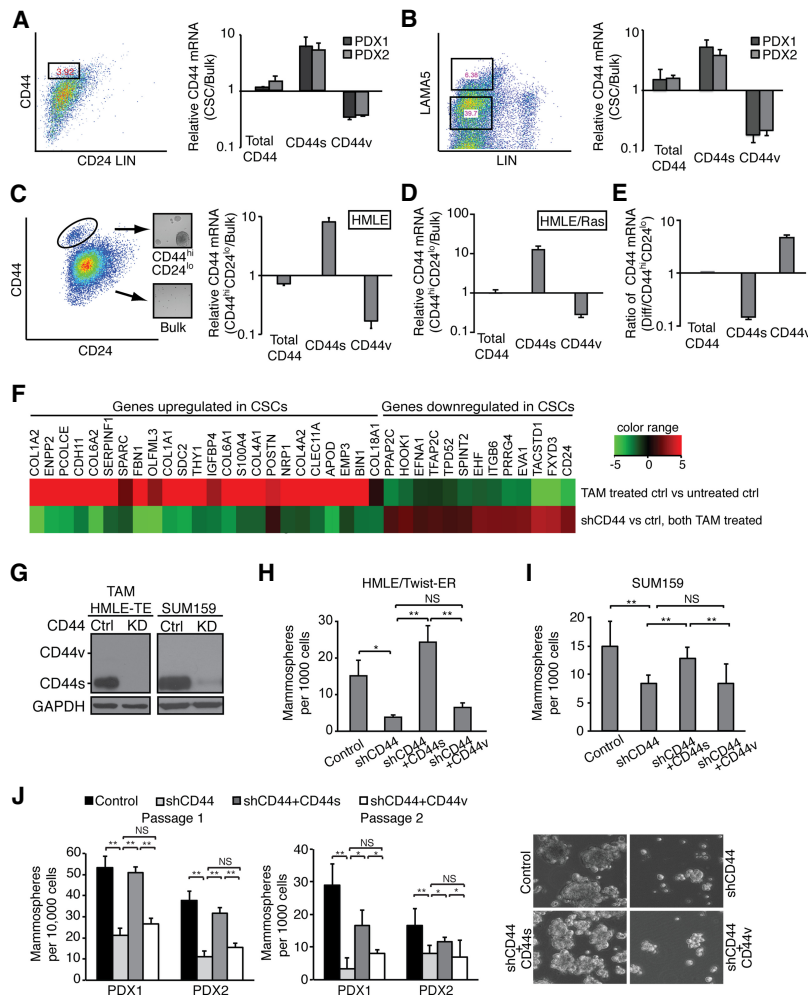 A
CD44
3.92
CD24 LIN
Relative CD44 mRNA
(CSC/Bulk)
10
1
0.1
PDX1
PDX2
Total
CD44
CD44s
CD44v
B
LAMA5
6.38
39.7
LIN
Relative CD44 mRNA
(CSC/Bulk)
10
1
0.1
PDX1
PDX2
Total
CD44
CD44s
CD44v
C
CD44
CD24
CD44hi
CD24lo
Bulk
Relative CD44 mRNA
(CD44hiCD24lo/Bulk)
10
1
0.1
HMLE
Total
CD44
CD44s
CD44v
D
Relative CD44 mRNA
(CD44hiCD24lo/Bulk)
100
10
1
0.1
HMLE/Ras
Total
CD44
CD44s
CD44v
E
Ratio of CD44 mRNA
(Diff/CD44hiCD24lo)
10
1
0.1
Total
CD44
CD44s
CD44v
F
Genes upregulated in CSCs
Genes downregulated in CSCs
COL1A2
ENPP2
PCOLCE
CDH11
COL6A2
SERPINF1
SPARC
FBN1
OLFML3
COL1A1
SDC2
THY1
IGFBP4
COL6A1
S100A4
COL4A1
POSTN
NRP1
COL4A2
CLEC11A
APOD
EMP3
BIN1
COL18A1
PPAP2C
HOOK1
EFNA1
TFAP2C
TPD52
SPINT2
EHF
ITGB6
PRRG4
EVA1
TACSTD1
FXYD3
CD24
color range
-5 0 5
TAM treated ctrl vs untreated ctrl
shCD44 vs ctrl, both TAM treated
G
TAM
HMLE-TE SUM159
CD44 Ctrl KD Ctrl KD
CD44v
CD44s
GAPDH
H
HMLE/Twist-ER
Mammospheres
per 1000 cells
30
20
10
0
NS
** **
*
Control
shCD44
shCD44
+CD44s
shCD44
+CD44v
I
SUM159
Mammospheres
per 1000 cells
20
15
10
5
0
** NS
** **
Control
shCD44
shCD44
+CD44s
shCD44
+CD44v
J
Control shCD44 shCD44+CD44s shCD44+CD44v
Passage 1
Mammospheres
per 10,000 cells
60
50
40
30
20
10
0
NS
** ** **
NS
** ** **
PDX1 PDX2
Passage 2
Mammospheres
per 1000 cells
40
30
20
10
0
NS
** * *
NS
** * *
PDX1 PDX2
Control
shCD44
shCD44
+
CD44s
shCD44
+
CD44v